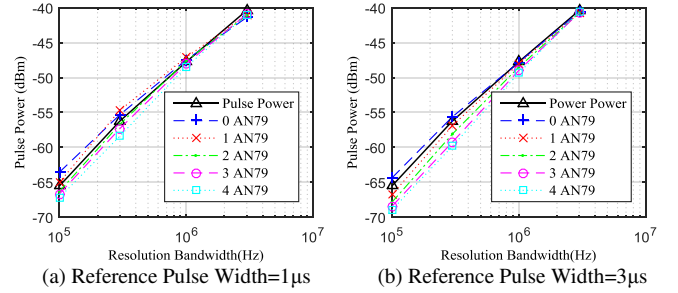 -40
-45
-50
-55
-60
-65
-70
Pulse Power (dBm)
Pulse Power
0 AN79
1 AN79
2 AN79
3 AN79
4 AN79
10^5
10^6
10^7
Resolution Bandwidth(Hz)
(a) Reference Pulse Width=1μs
-40
-45
-50
-55
-60
-65
-70
Pulse Power (dBm)
Power Power
0 AN79
1 AN79
2 AN79
3 AN79
4 AN79
10^5
10^6
10^7
Resolution Bandwidth(Hz)
(b) Reference Pulse Width=3μs